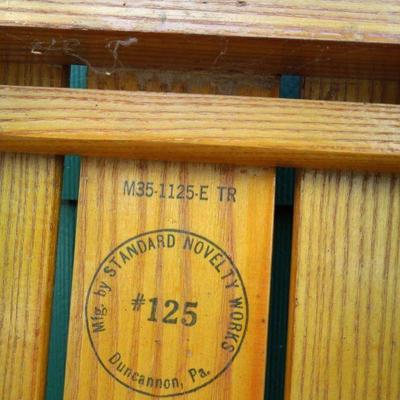 M35-1125-E TR
Mfg. by STANDARD NOVELTY WORKS
#125
Duncannon, Pa.